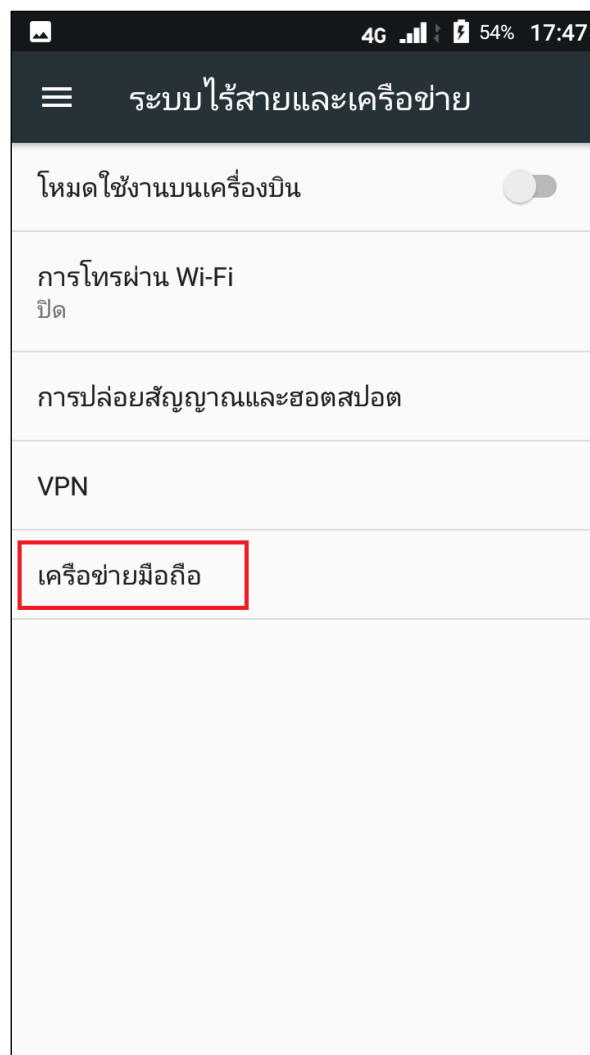 4G 54% 17:47
ระบบไร้สายและเครือข่าย
โหมดใช้งานบนเครื่องบิน
การโทรผ่าน Wi-Fi
ปิด
การปล่อยสัญญาณและฮอตสปอต
VPN
เครือข่ายมือถือ